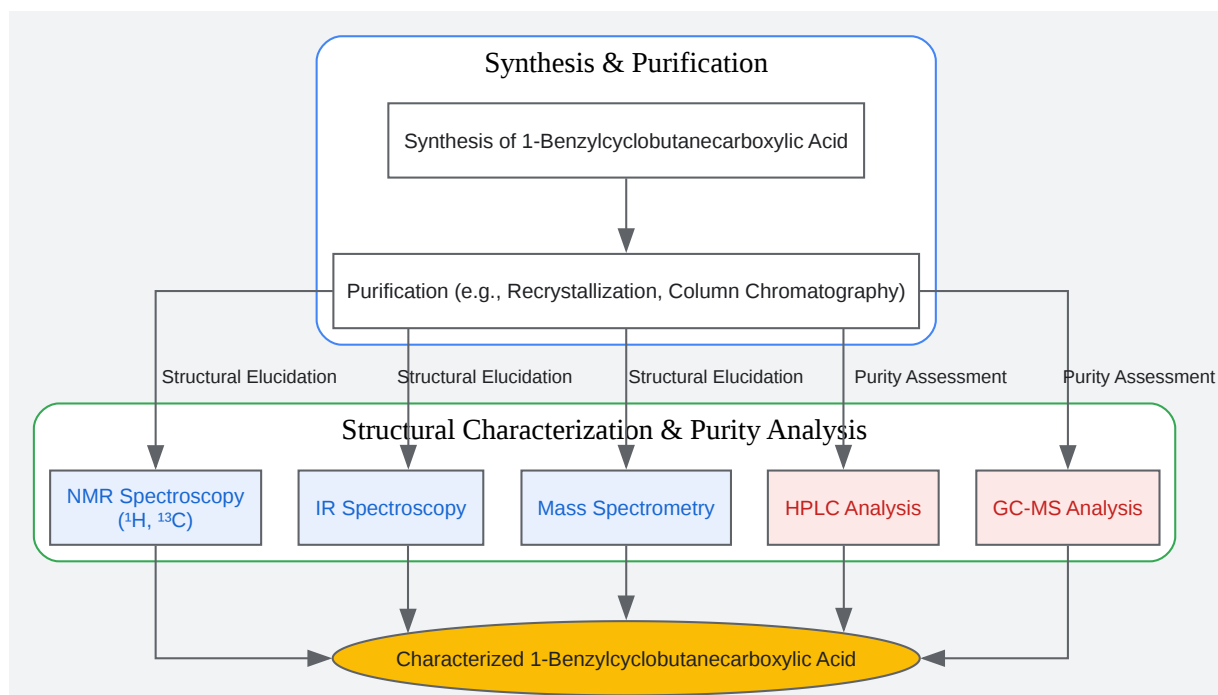 Synthesis & Purification
Synthesis of 1-Benzylcyclobutanecarboxylic Acid
Purification (e.g., Recrystallization, Column Chromatography)
Structural Elucidation
Structural Elucidation
Structural Elucidation
Purity Assessment
Purity Assessment
Structural Characterization & Purity Analysis
NMR Spectroscopy
(¹H, ¹³C)
IR Spectroscopy
Mass Spectrometry
HPLC Analysis
GC-MS Analysis
Characterized 1-Benzylcyclobutanecarboxylic Acid